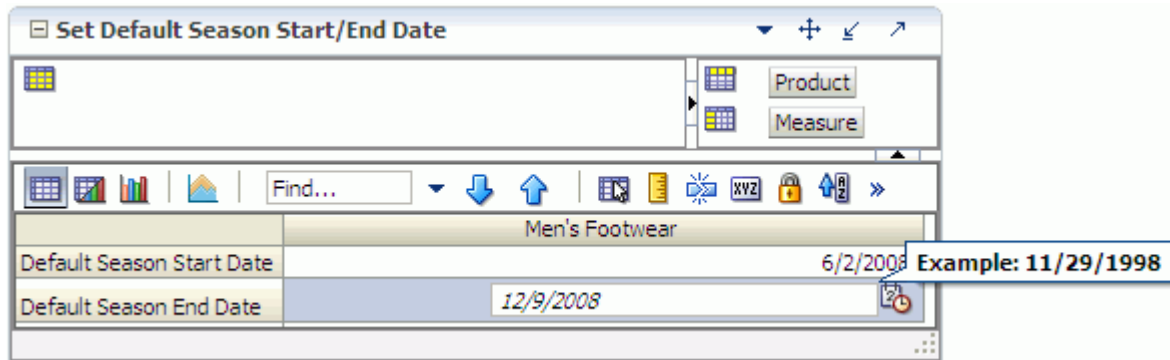 Set Default Season Start/End Date
Product
Measure
Find...
XYZ
Men's Footwear
Default Season Start Date
6/2/2008
Example: 11/29/1998
Default Season End Date
12/9/2008